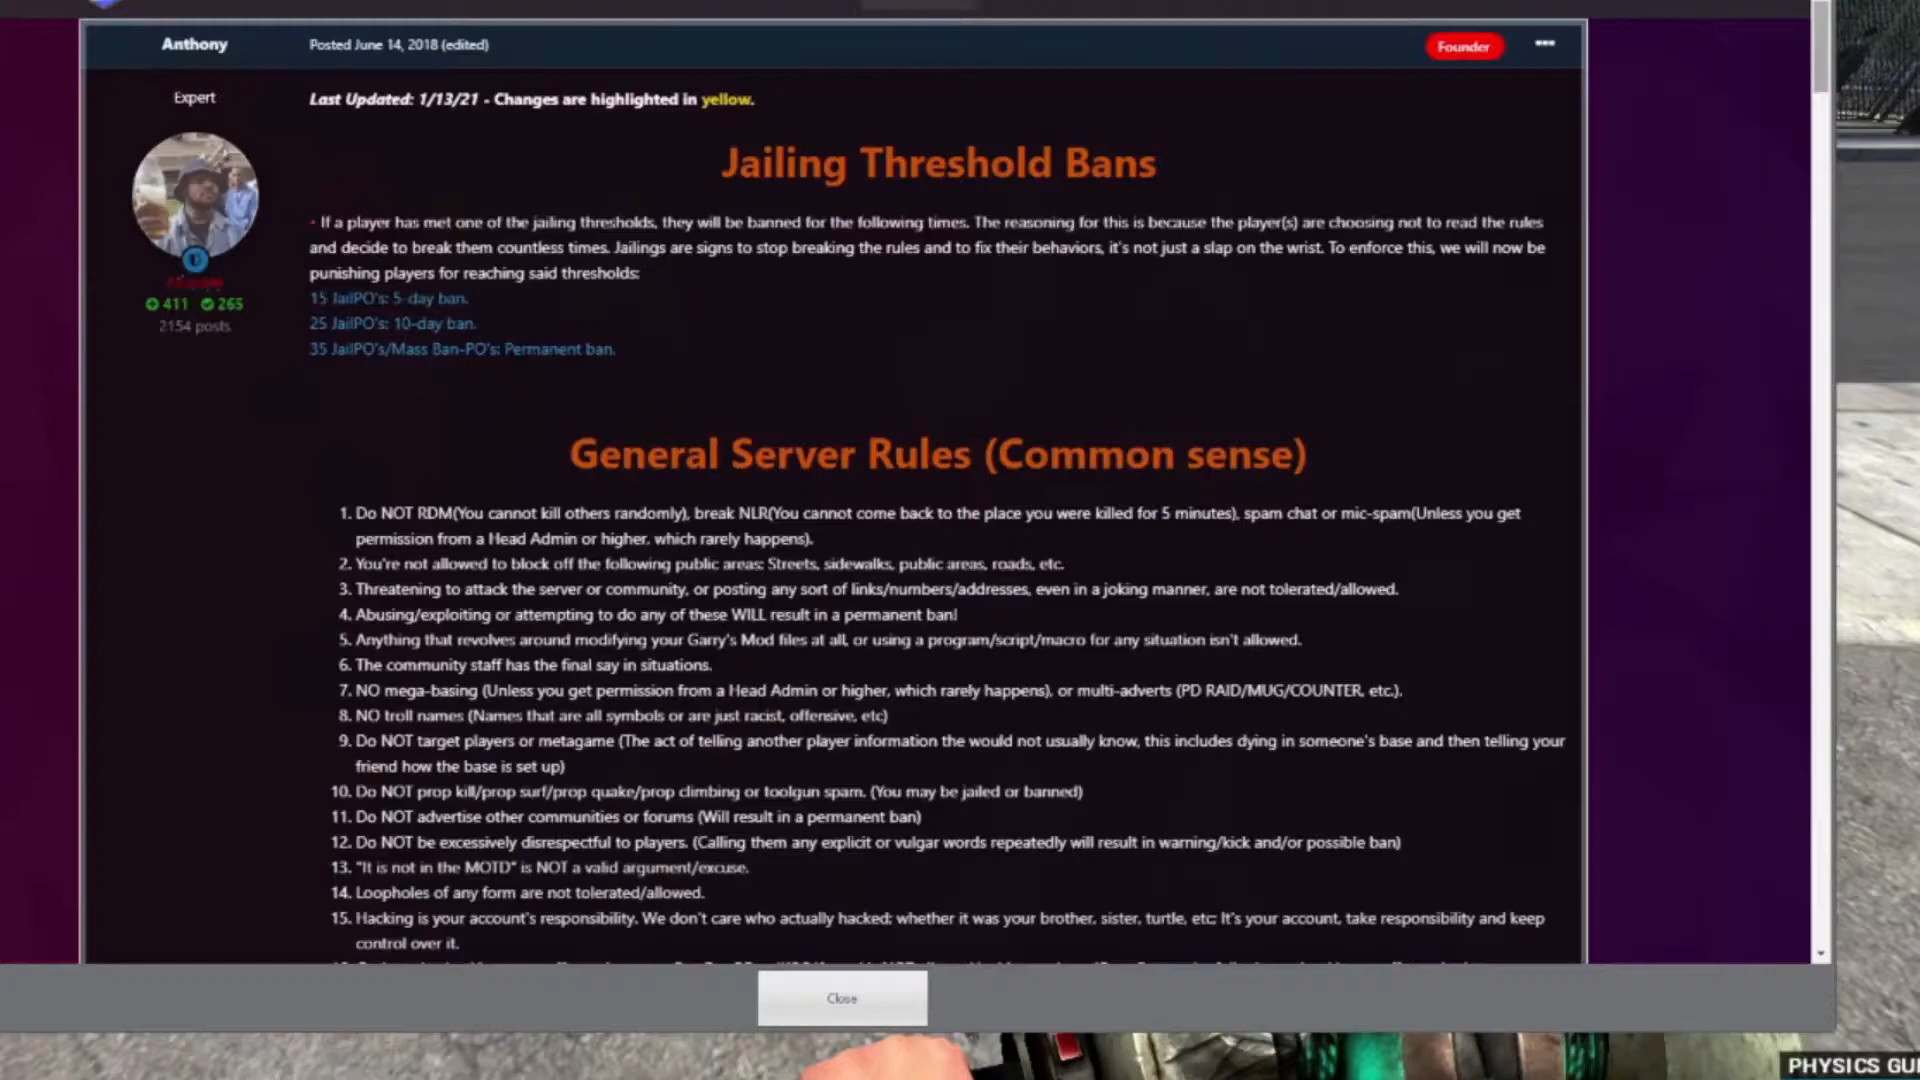 Anthony
Posted June 14, 2018 (edited)
Founder
Expert
Last Updated: 1/13/21 - Changes are highlighted in yellow.
Jailing Threshold Bans
- If a player has met one of the jailing thresholds, they will be banned for the following times. The reasoning for this is because the player(s) are choosing not to read the rules
and decide to break them countless times. Jailings are signs to stop breaking the rules and to fix their behaviors, it's not just a slap on the wrist. To enforce this, we will now be
punishing players for reaching said thresholds:
15 JailPO's: 5-day ban.
25 JailPO's: 10-day ban.
35 JailPO's/Mass Ban-PO's: Permanent ban.
411 265
2154 posts
General Server Rules (Common sense)
1. Do NOT RDM(You cannot kill others randomly), break NLR(You cannot come back to the place you were killed for 5 minutes), spam chat or mic-spam(Unless you get
permission from a Head Admin or higher, which rarely happens).
2. You're not allowed to block off the following public areas: Streets, sidewalks, public areas, roads, etc.
3. Threatening to attack the server or community, or posting any sort of links/numbers/addresses, even in a joking manner, are not tolerated/allowed.
4. Abusing/exploiting or attempting to do any of these WILL result in a permanent ban!
5. Anything that revolves around modifying your Garry's Mod files at all, or using a program/script/macro for any situation isn't allowed.
6. The community staff has the final say in situations.
7. NO mega-basing (Unless you get permission from a Head Admin or higher, which rarely happens), or multi-adverts (PD RAID/MUG/COUNTER, etc.).
8. NO troll names (Names that are all symbols or are just racist, offensive, etc)
9. Do NOT target players or metagame (The act of telling another player information the would not usually know, this includes dying in someone's base and then telling your
friend how the base is set up)
10. Do NOT prop kill/prop surf/prop quake/prop climbing or toolgun spam. (You may be jailed or banned)
11. Do NOT advertise other communities or forums (Will result in a permanent ban)
12. Do NOT be excessively disrespectful to players. (Calling them any explicit or vulgar words repeatedly will result in warning/kick and/or possible ban)
13. "It is not in the MOTD" is NOT a valid argument/excuse.
14. Loopholes of any form are not tolerated/allowed.
15. Hacking is your account's responsibility. We don't care who actually hacked; whether it was your brother, sister, turtle, etc; It's your account, take responsibility and keep
control over it.
Close
PHYSICS GU